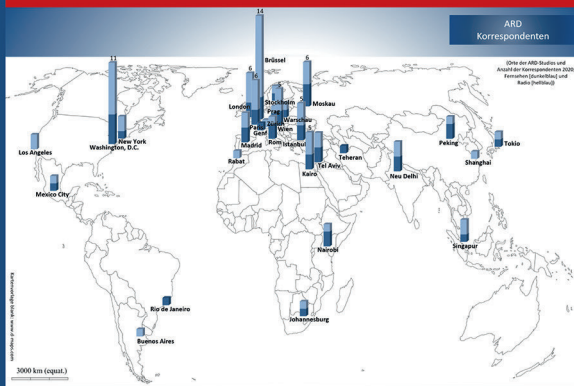 ARD
Korrespondenten
(Orte der ARD-Studios und
Anzahl der Korrespondenten 2020:
Fernsehen [dunkelblau] und
Radio [hellblau])
14
Brüssel
13
6
6
6
5
5
Stockholm
London
Moskau
Prag
Warschau
Paris
Zürich
Genf
Wien
New York
Washington, D.C.
Los Angeles
Madrid
Rom
Istanbul
Peking
Tokio
Rabat
Kairo
Tel Aviv
Teheran
Shanghai
Neu Delhi
Mexico City
Nairobi
Singapur
Rio de Janeiro
Johannesburg
Buenos Aires
3000 km (equat.)